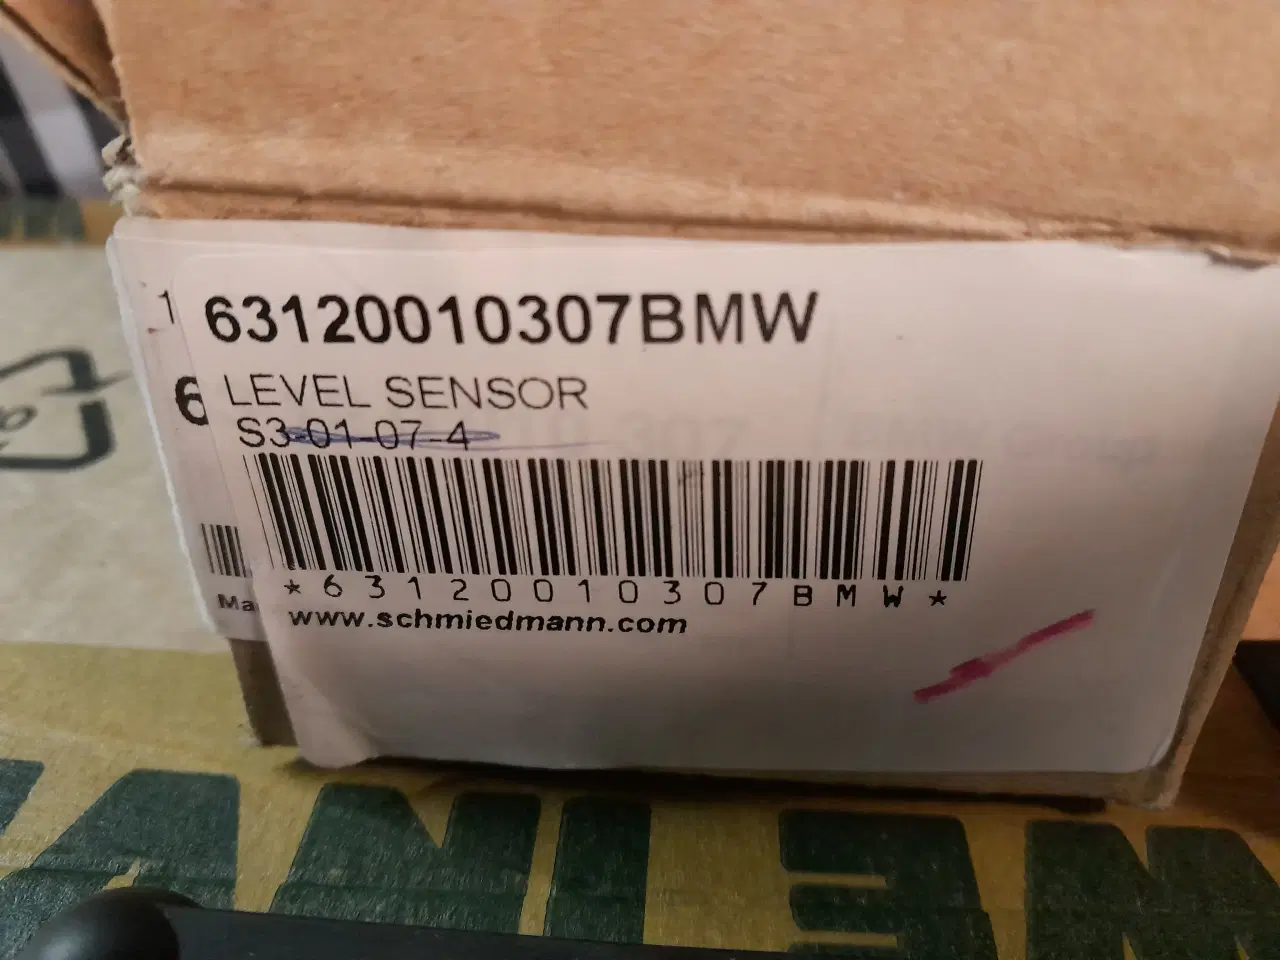 1
63120010307BMW
6
LEVEL SENSOR
S3-01-07-4
*63120010307BMW*
Ma
www.schmiedmann.com